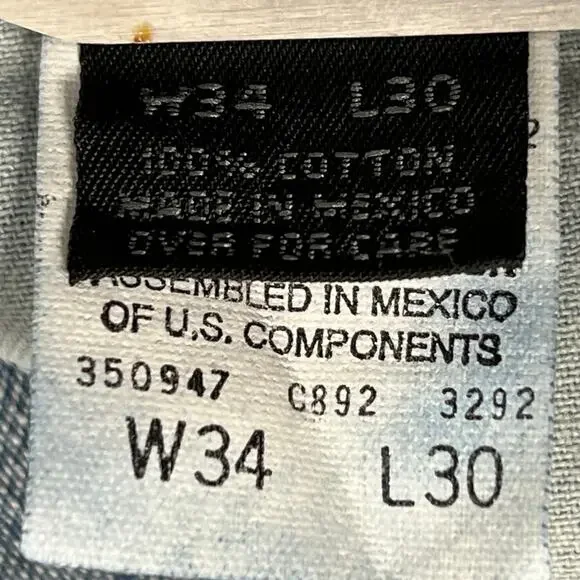 W34 L30
100% COTTON
MADE IN MEXICO
OVER FOR CARE
ASSEMBLED IN MEXICO
OF U.S. COMPONENTS
350947 C892 3292
W34 L30